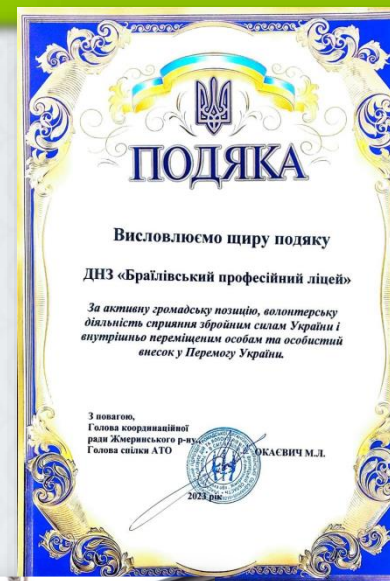 ПОДЯКА
Висловлюємо щиру подяку
ДНЗ «Браїлівський професійний ліцей»
За активну громадську позицію, волонтерську
діяльність сприяння збройним силам України і
внутрішньо переміщеним особам та особистий
внесок у Перемогу України.
З повагою,
Голова координаційної
ради Жмеринського р-ну,
Голова спілки АТО ОКАЄВИЧ М.Л.
2023 рік